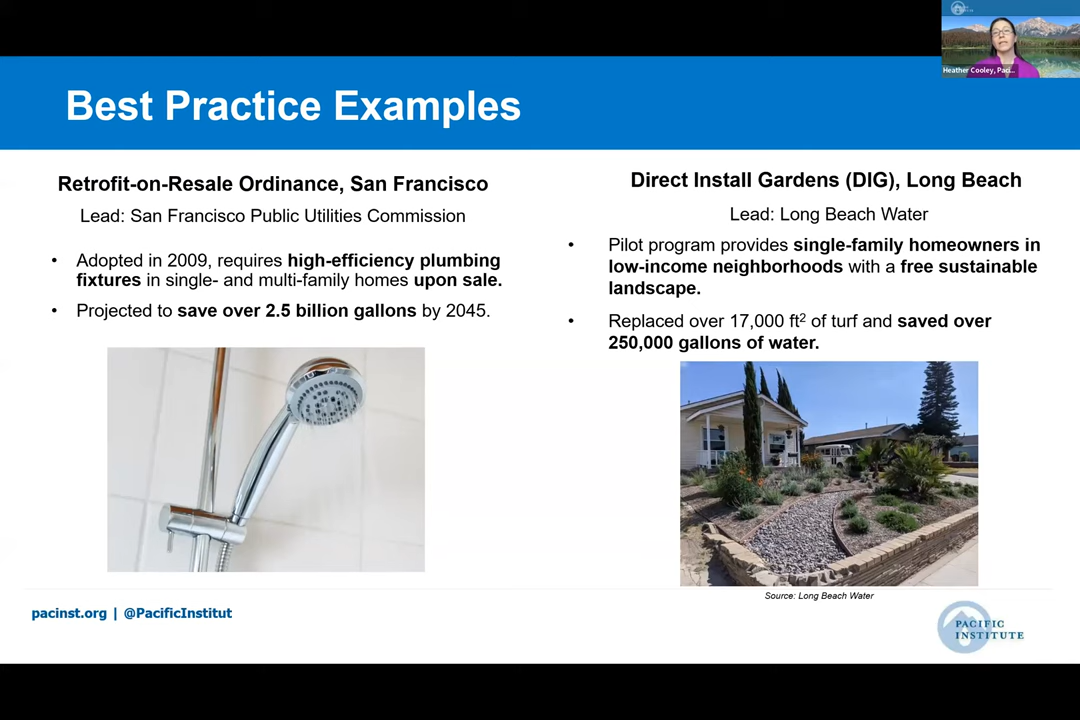 Heather Cooley, Paci...
Best Practice Examples
Retrofit-on-Resale Ordinance, San Francisco
Lead: San Francisco Public Utilities Commission
• Adopted in 2009, requires high-efficiency plumbing
fixtures in single- and multi-family homes upon sale.
• Projected to save over 2.5 billion gallons by 2045.
Direct Install Gardens (DIG), Long Beach
Lead: Long Beach Water
• Pilot program provides single-family homeowners in
low-income neighborhoods with a free sustainable
landscape.
• Replaced over 17,000 ft² of turf and saved over
250,000 gallons of water.
Source: Long Beach Water
pacinst.org | @PacificInstitut
PACIFIC
INSTITUTE